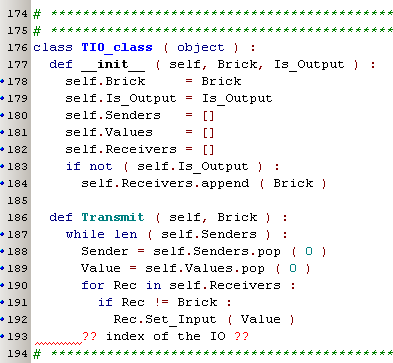 174 # ******************************************
175 # ******************************************
176 class TIO_class ( object ) :
177   def __init__ ( self, Brick, Is_Output ) :
178     self.Brick     = Brick
179     self.Is_Output = Is_Output
180     self.Senders   = []
181     self.Values    = []
182     self.Receivers = []
183     if not ( self.Is_Output ) :
184       self.Receivers.append ( Brick )
185
186   def Transmit ( self, Brick ) :
187     while len ( self.Senders ) :
188       Sender = self.Senders.pop ( 0 )
189       Value = self.Values.pop ( 0 )
190       for Rec in self.Receivers :
191         if Rec != Brick :
192           Rec.Set_Input ( Value )
193       ?? index of the IO ??
194 # ******************************************